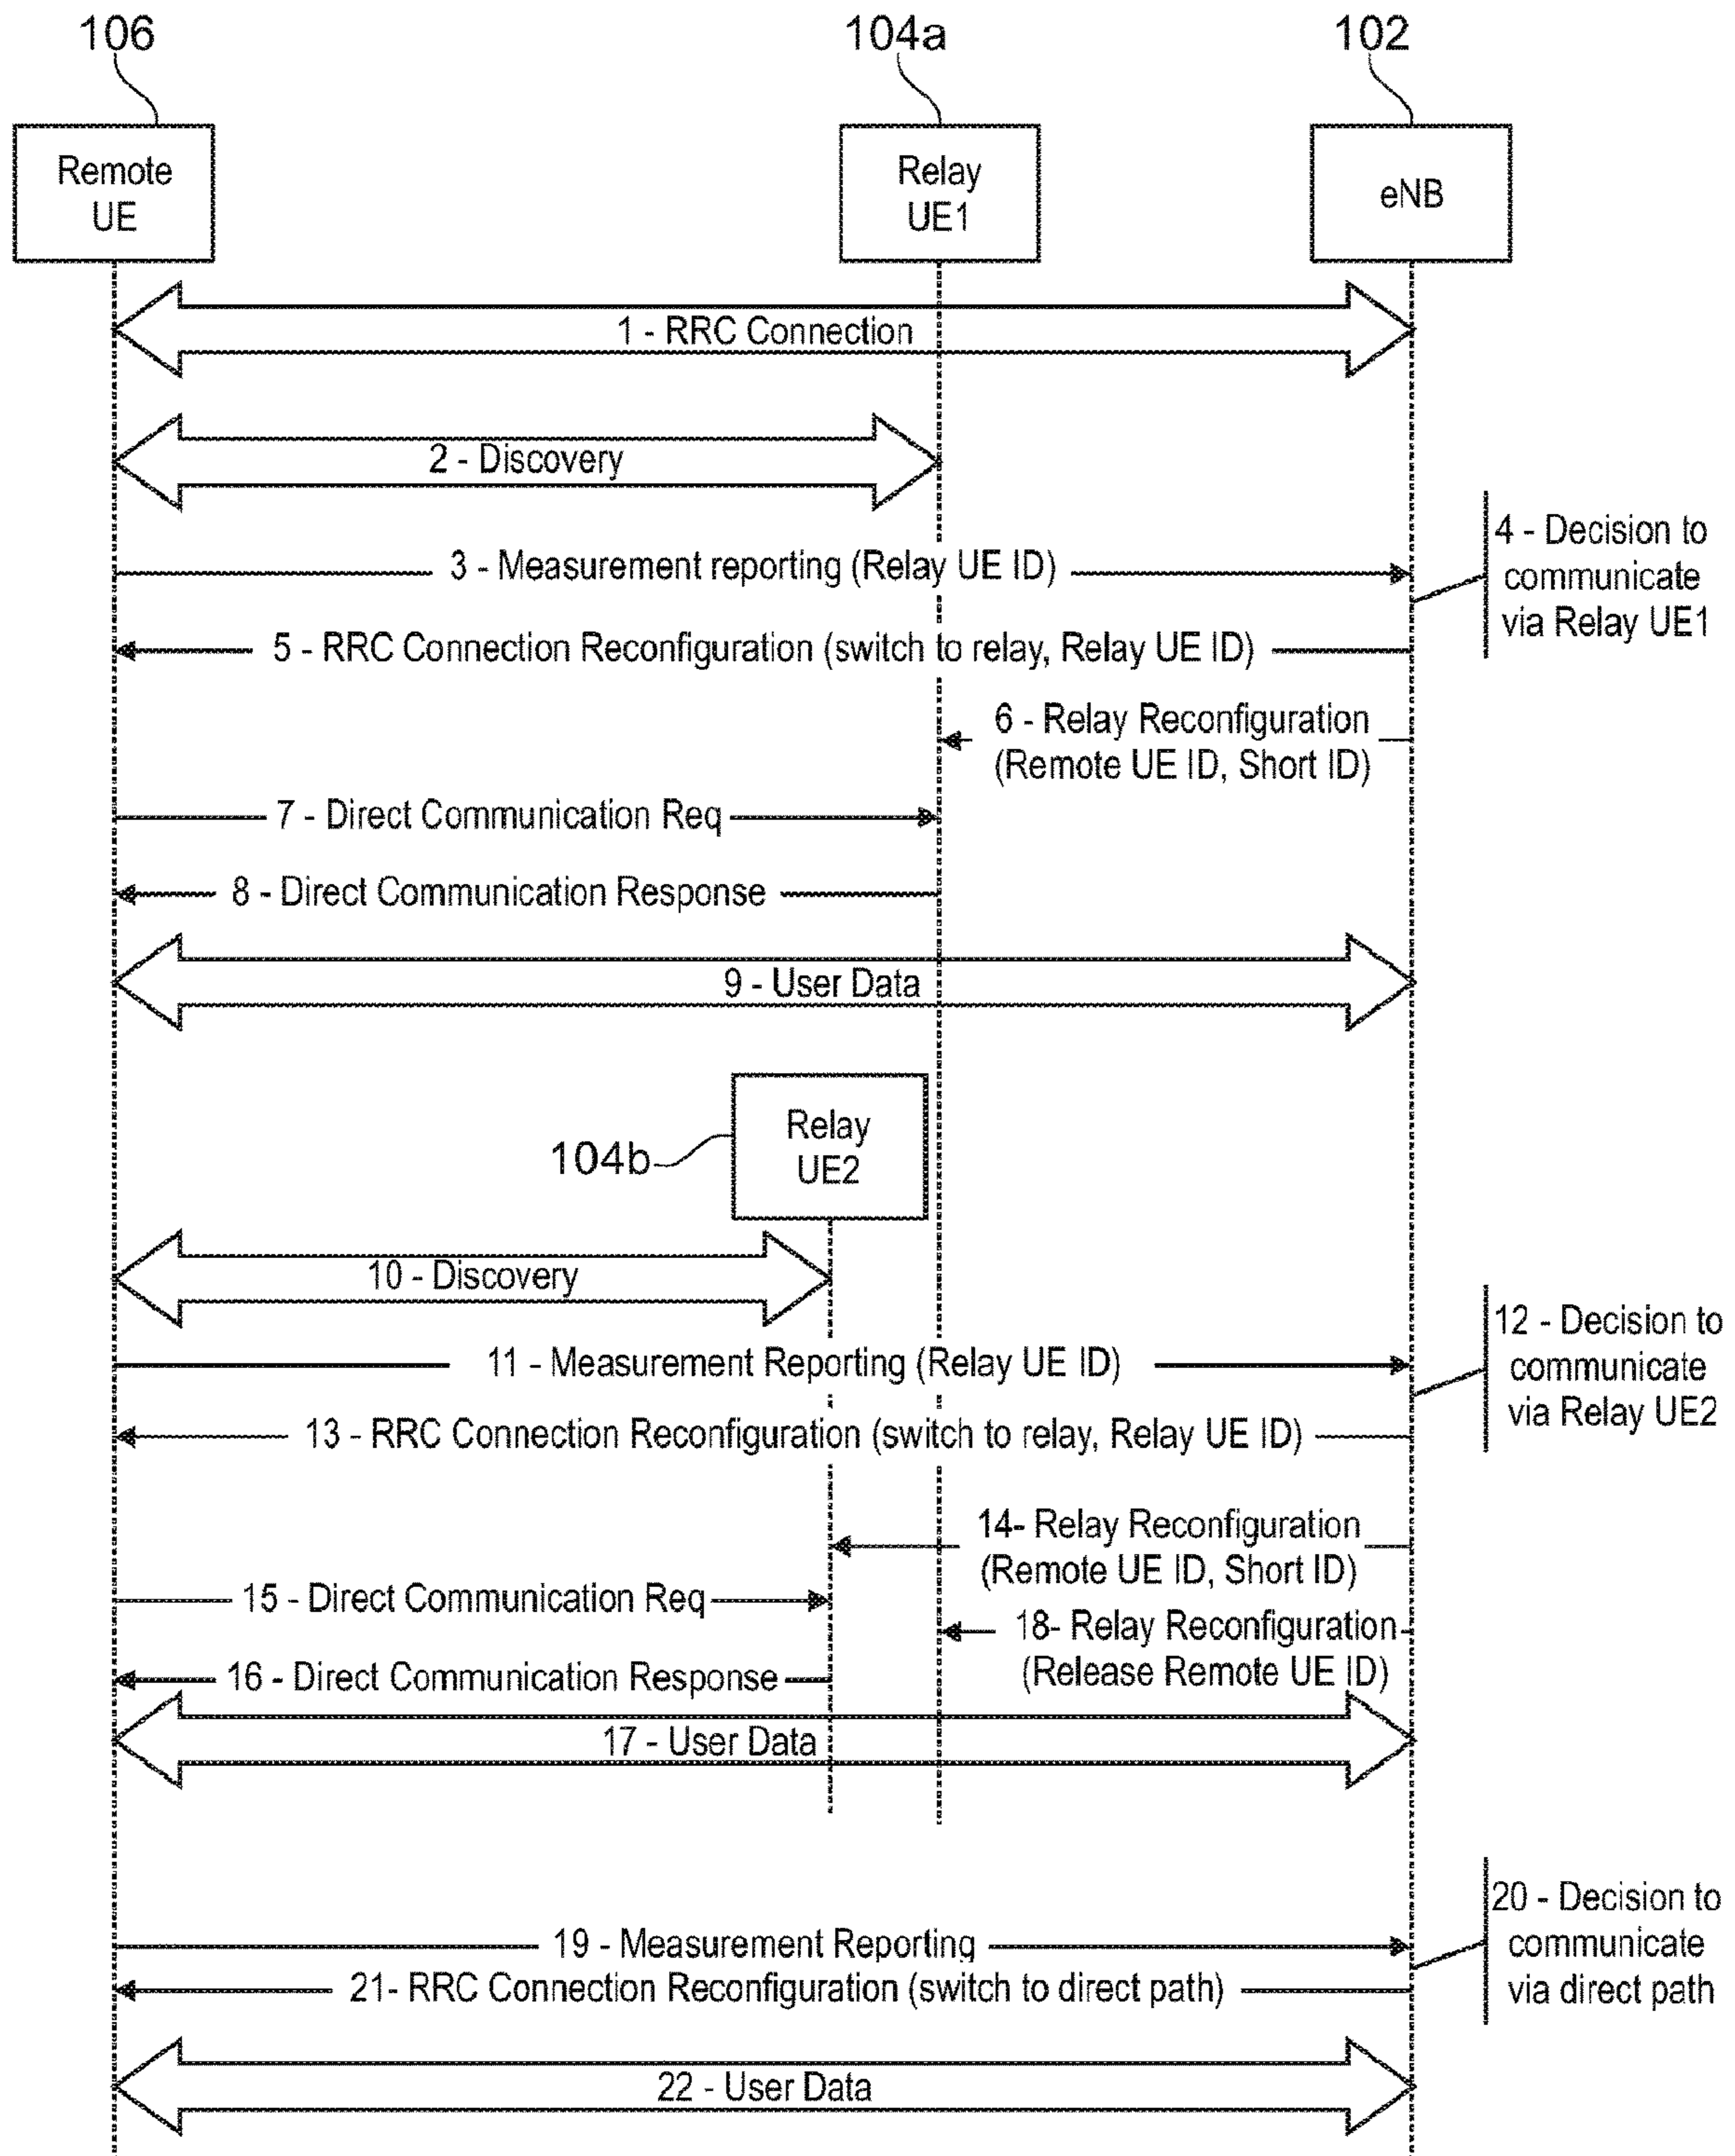 106
104a
102
Remote
UE
Relay
UE1
eNB
1 - RRC Connection
2 - Discovery
3 - Measurement reporting (Relay UE ID)
4 - Decision to
communicate
via Relay UE1
5 - RRC Connection Reconfiguration (switch to relay, Relay UE ID)
6 - Relay Reconfiguration
(Remote UE ID, Short ID)
7 - Direct Communication Req
8 - Direct Communication Response
9 - User Data
Relay
UE2
104b
10 - Discovery
11 - Measurement Reporting (Relay UE ID)
12 - Decision to
communicate
via Relay UE2
13 - RRC Connection Reconfiguration (switch to relay, Relay UE ID)
14- Relay Reconfiguration
(Remote UE ID, Short ID)
15 - Direct Communication Req
18- Relay Reconfiguration
(Release Remote UE ID)
16 - Direct Communication Response
17 - User Data
19 - Measurement Reporting
20 - Decision to
communicate
via direct path
21- RRC Connection Reconfiguration (switch to direct path)
22 - User Data